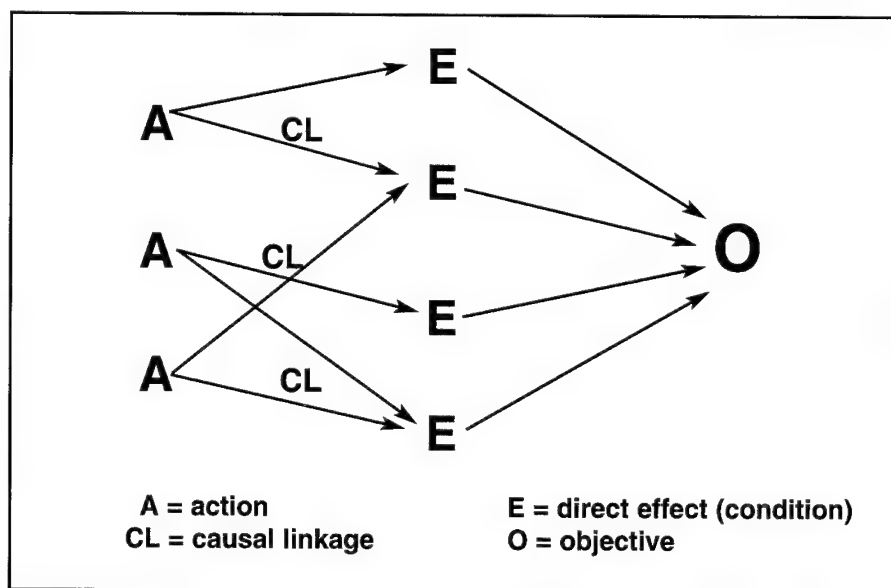 E
A
CL
E
A
CL
E
A
CL
E
O
A = action
CL = causal linkage
E = direct effect (condition)
O = objective